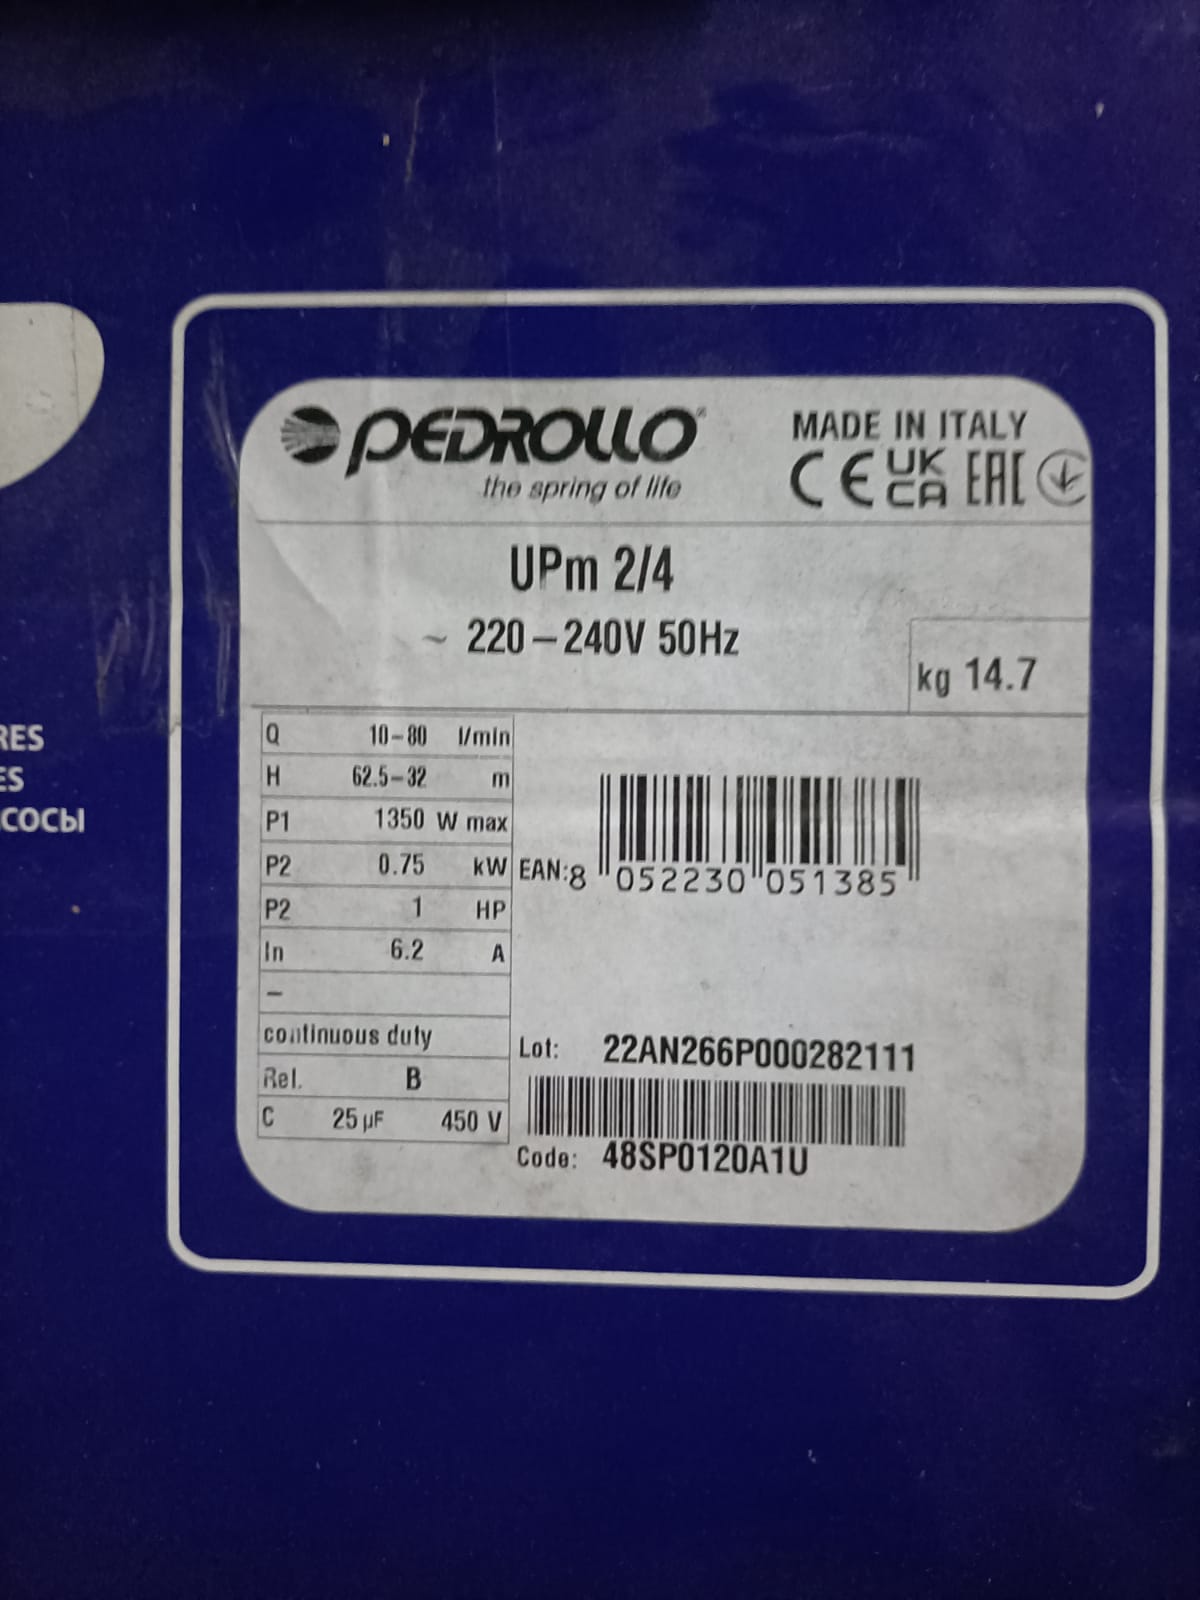 PEDROLLO®
the spring of life
MADE IN ITALY
CE UK CA EAC
UPm 2/4
~ 220 – 240V 50Hz
kg 14.7
Q 10–80 l/min
H 62.5–32 m
P1 1350 W max
P2 0.75 kW
P2 1 HP
In 6.2 A
–
continuous duty
Rel. B
C 25 µF 450 V
EAN: 8 052230 051385
Lot: 22AN266P000282111
Code: 48SP0120A1U
RES
ES
СОСЫ